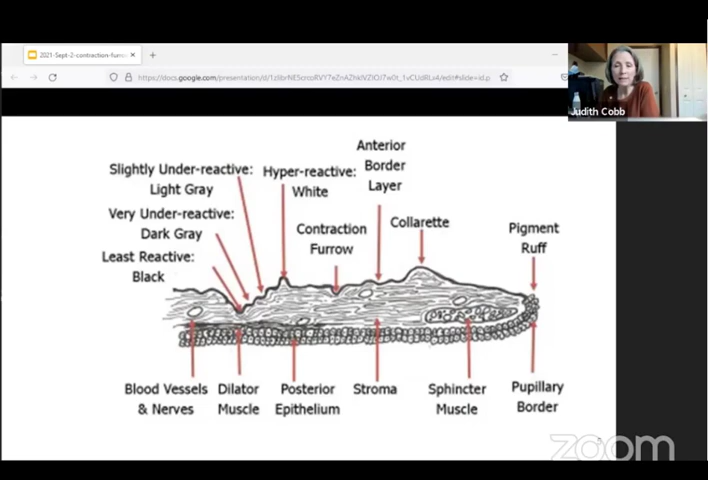 2021-Sept-2-contraction-furro
Judith Cobb
Anterior
Border
Layer
Slightly Under-reactive:
Light Gray
Hyper-reactive:
White
Very Under-reactive:
Dark Gray
Contraction
Furrow
Collarette
Pigment
Ruff
Least Reactive:
Black
Blood Vessels
& Nerves
Dilator
Muscle
Posterior
Epithelium
Stroma
Sphincter
Muscle
Pupillary
Border
zoom